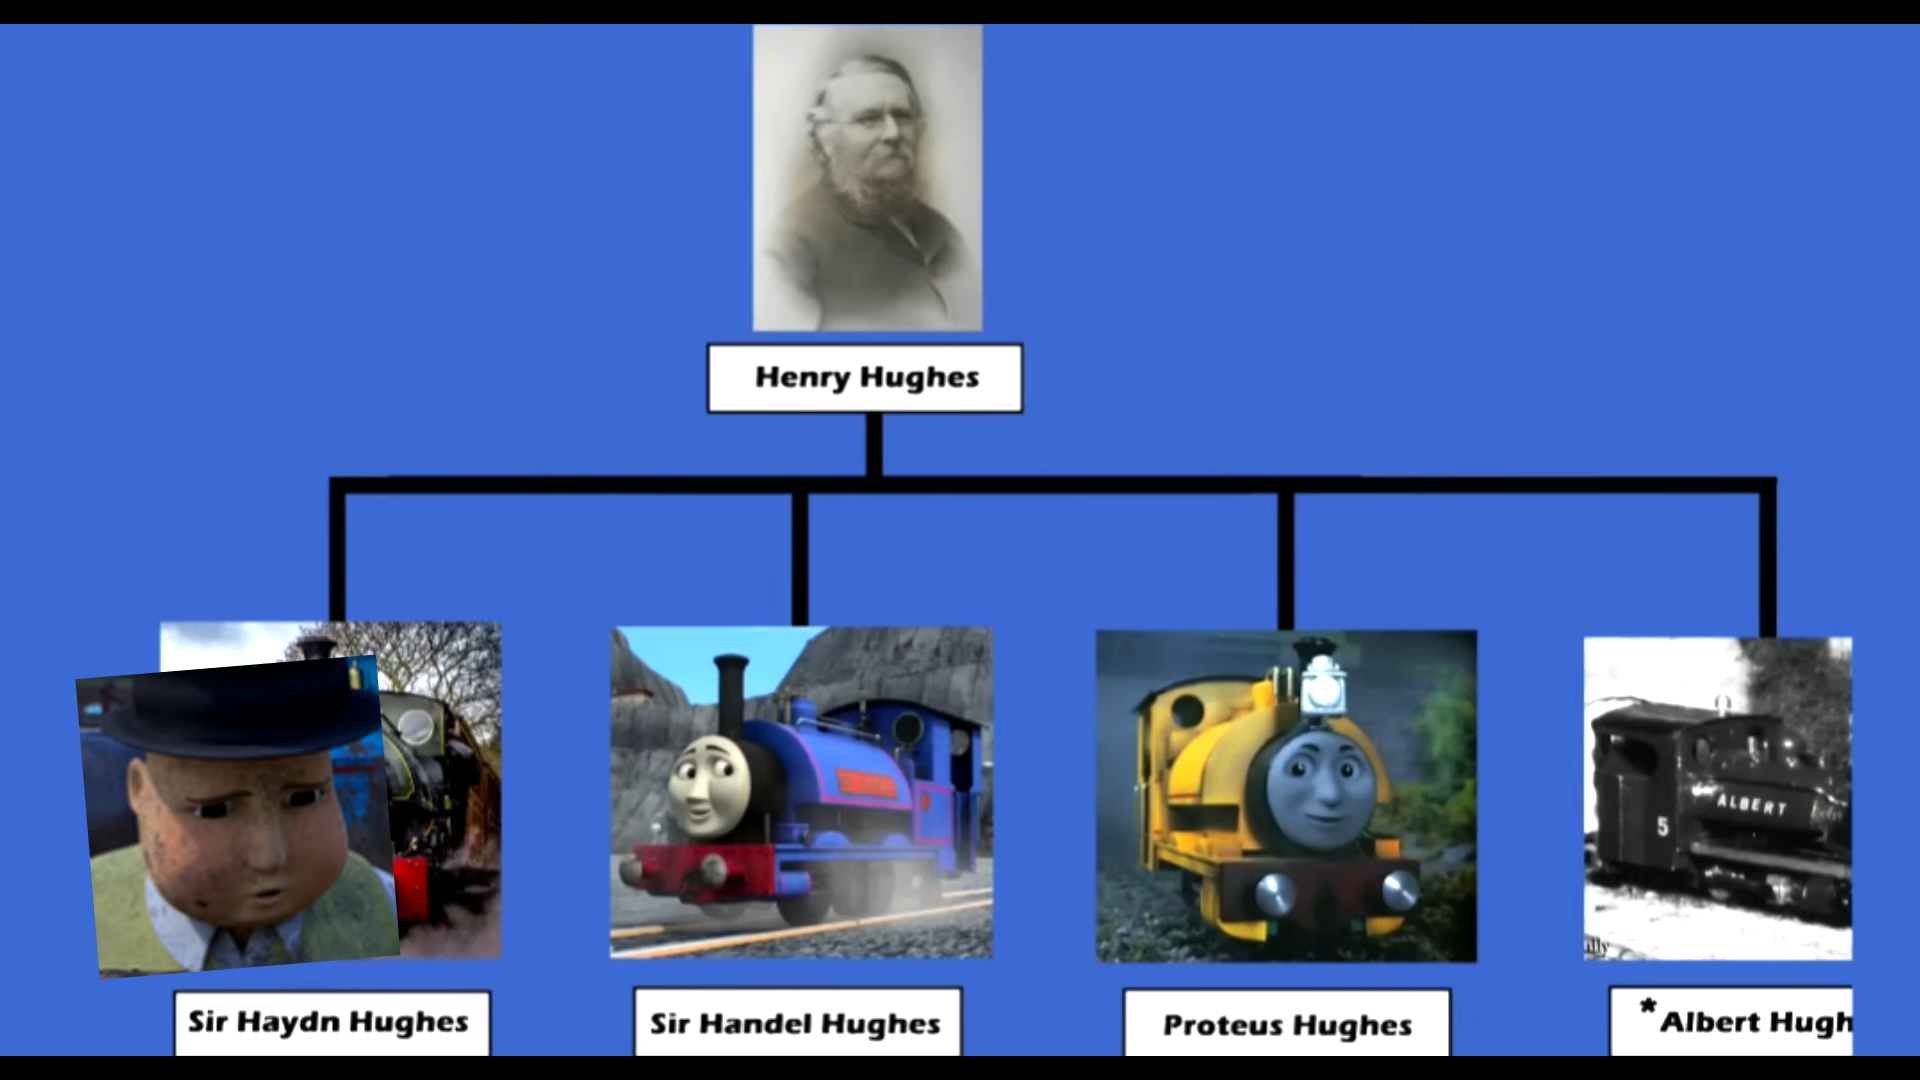 Henry Hughes
ALBERT
5
Sir Haydn Hughes
Sir Handel Hughes
Proteus Hughes
*Albert Hugh